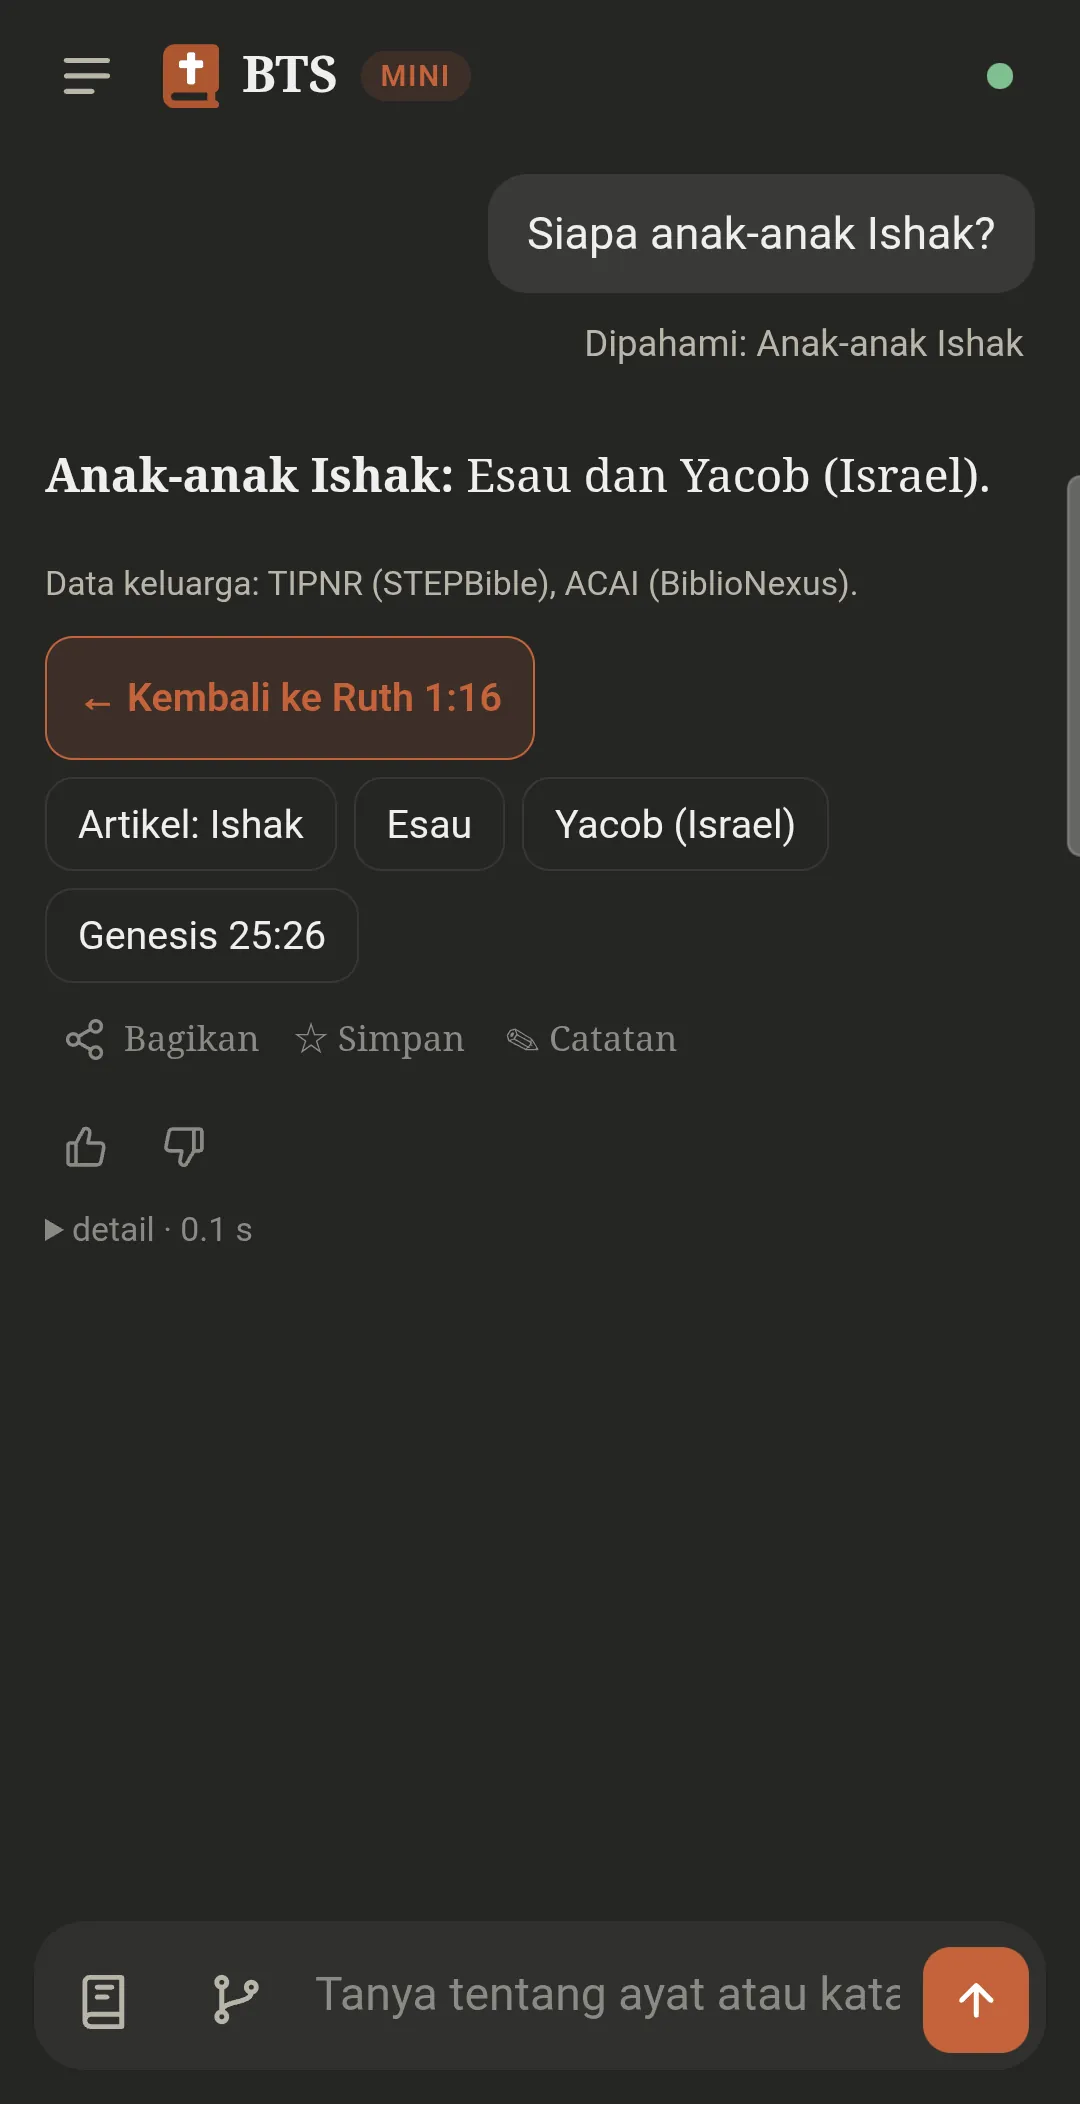 BTS MINI
Siapa anak-anak Ishak?
Dipahami: Anak-anak Ishak
Anak-anak Ishak: Esau dan Yacob (Israel).
Data keluarga: TIPNR (STEPBible), ACAI (BiblioNexus).
← Kembali ke Ruth 1:16
Artikel: Ishak Esau Yacob (Israel)
Genesis 25:26
Bagikan ☆ Simpan ✎ Catatan
▶ detail · 0.1 s
Tanya tentang ayat atau kata